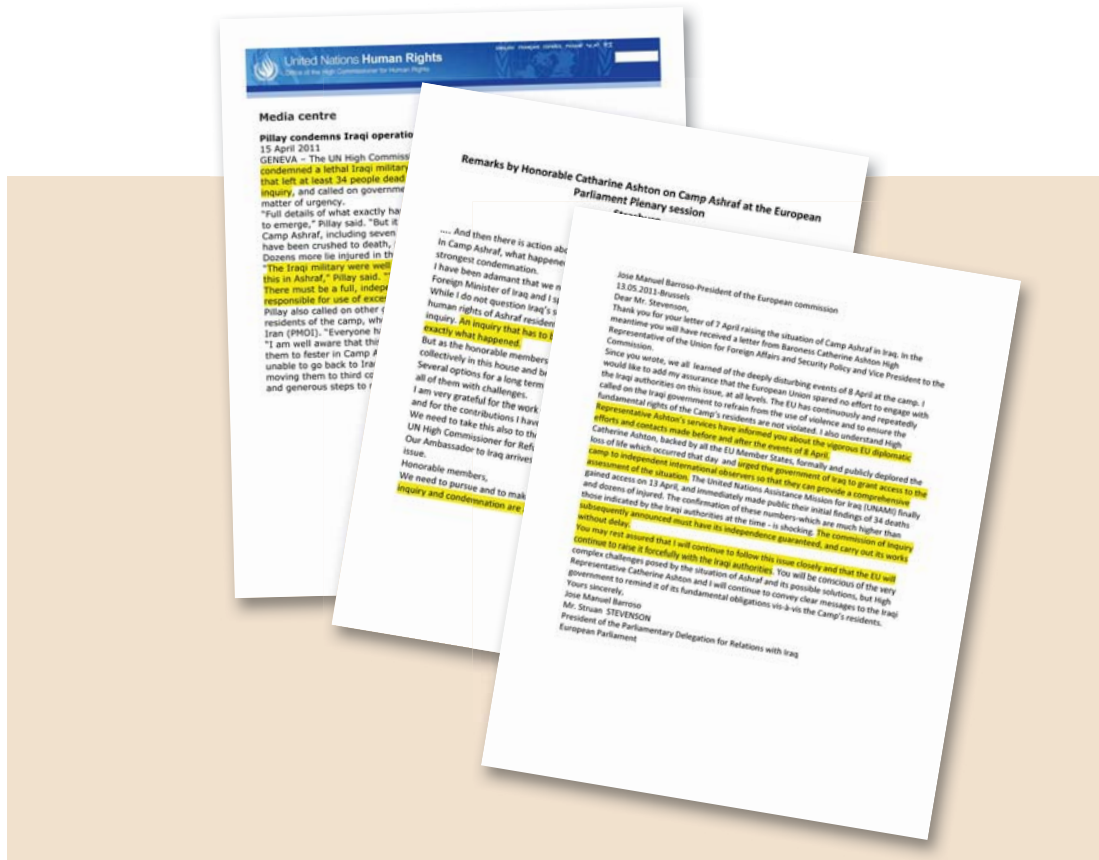 United Nations Human Rights
Office of the High Commissioner for Human Rights
Media centre
Pillay condemns Iraqi operatio
15 April 2011
GENEVA – The UN High Commiss
condemned a lethal Iraqi military
that left at least 34 people dead
inquiry, and called on governme
matter of urgency.
"Full details of what exactly ha
to emerge," Pillay said. "But it
Camp Ashraf, including seven
have been crushed to death,
Dozens more lie injured in th
"The Iraqi military were well
this in Ashraf," Pillay said. "
There must be a full, indepe
responsible for use of exces
Pillay also called on other
residents of the camp, wh
Iran (PMOI). "Everyone h
"I am well aware that this
them to fester in Camp A
unable to go back to Iran
moving them to third co
and generous steps to
Remarks by Honorable Catharine Ashton on Camp Ashraf at the European
Parliament Plenary session
.... And then there is action abo
In Camp Ashraf, what happene
strongest condemnation.
I have been adamant that we n
Foreign Minister of Iraq and I sp
While I do not question Iraq's s
human rights of Ashraf resident
inquiry. An inquiry that has to
exactly what happened.
But as the honorable members
collectively in this house and be
Several options for a long term
all of them with challenges.
I am very grateful for the work
and for the contributions I have
We need to take this also to the
UN High Commissioner for Refu
Our Ambassador to Iraq arrives
issue.
Honorable members,
We need to pursue and to mak
inquiry and condemnation are
Jose Manuel Barroso-President of the European commission
13.05.2011-Brussels
Dear Mr. Stevenson,
Thank you for your letter of 7 April raising the situation of Camp Ashraf in Iraq. In the
meantime you will have received a letter from Baroness Catherine Ashton High
Representative of the Union for Foreign Affairs and Security Policy and Vice President to the
Commission.
Since you wrote, we all learned of the deeply disturbing events of 8 April at the camp. I
would like to add my assurance that the European Union spared no effort to engage with
the Iraqi authorities on this issue, at all levels. The EU has continuously and repeatedly
called on the Iraqi government to refrain from the use of violence and to ensure the
fundamental rights of the Camp's residents are not violated. I also understand High
Representative Ashton's services have informed you about the vigorous EU diplomatic
efforts and contacts made before and after the events of 8 April.
Catherine Ashton, backed by all the EU Member States, formally and publicly deplored the
loss of life which occurred that day and urged the government of Iraq to grant access to the
camp to independent international observers so that they can provide a comprehensive
assessment of the situation. The United Nations Assistance Mission for Iraq (UNAMI) finally
gained access on 13 April, and immediately made public their initial findings of 34 deaths
and dozens of injured. The confirmation of these numbers-which are much higher than
those indicated by the Iraqi authorities at the time - is shocking. The commission of inquiry
subsequently announced must have its independence guaranteed, and carry out its works
without delay.
You may rest assured that I will continue to follow this issue closely and that the EU will
continue to raise it forcefully with the Iraqi authorities. You will be conscious of the very
complex challenges posed by the situation of Ashraf and its possible solutions, but High
Representative Catherine Ashton and I will continue to convey clear messages to the Iraqi
government to remind it of its fundamental obligations vis-à-vis the Camp's residents.
Yours sincerely,
Jose Manuel Barroso
Mr. Struan STEVENSON
President of the Parliamentary Delegation for Relations with Iraq
European Parliament